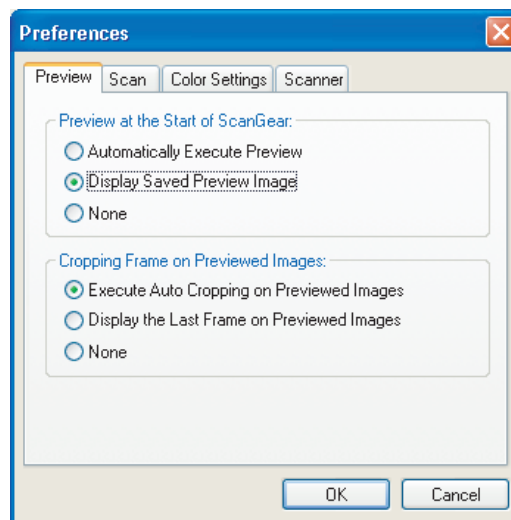 Preferences
Preview Scan Color Settings Scanner
Preview at the Start of ScanGear:
Automatically Execute Preview
Display Saved Preview Image
None
Cropping Frame on Previewed Images:
Execute Auto Cropping on Previewed Images
Display the Last Frame on Previewed Images
None
OK Cancel